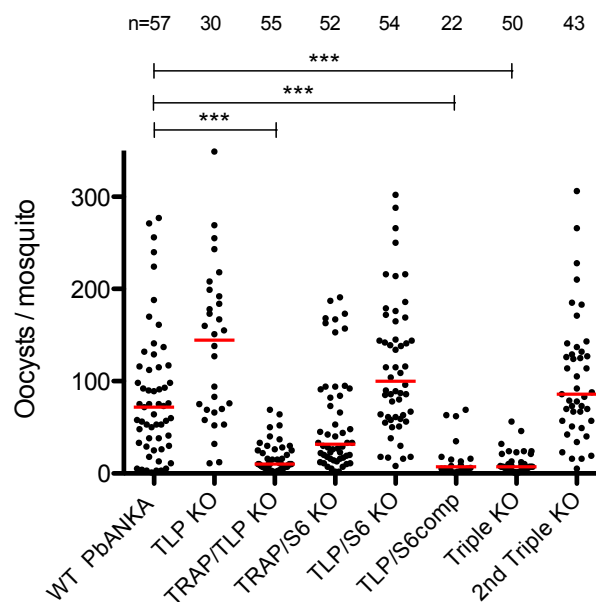 n=57 30 55 52 54 22 50 43
***
***
***
Oocysts / mosquito
300
200
100
0
WT PbANKA
TLP KO
TRAP/TLP KO
TRAP/S6 KO
TLP/S6 KO
TLP/S6comp
Triple KO
2nd Triple KO